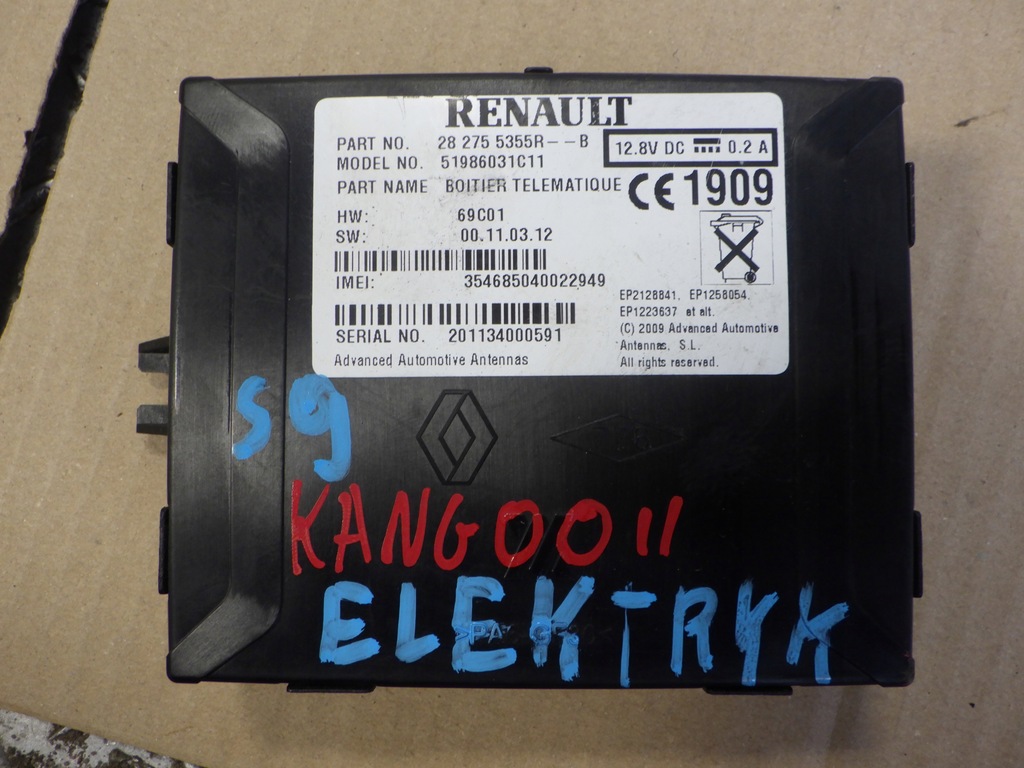 RENAULT
PART NO. 28 275 5355R--B
12.8V DC 0.2 A
MODEL NO. 51986031C11
PART NAME BOITIER TELEMATIQUE
CE 1909
HW: 69C01
SW: 00.11.03.12
IMEI: 354685040022949
EP2128841. EP1258054.
EP1223637 et alt.
(C) 2009 Advanced Automotive
Antennas, S.L.
All rights reserved.
SERIAL NO. 201134000591
Advanced Automotive Antennas
S9
KANGOO II
ELEKTRYK